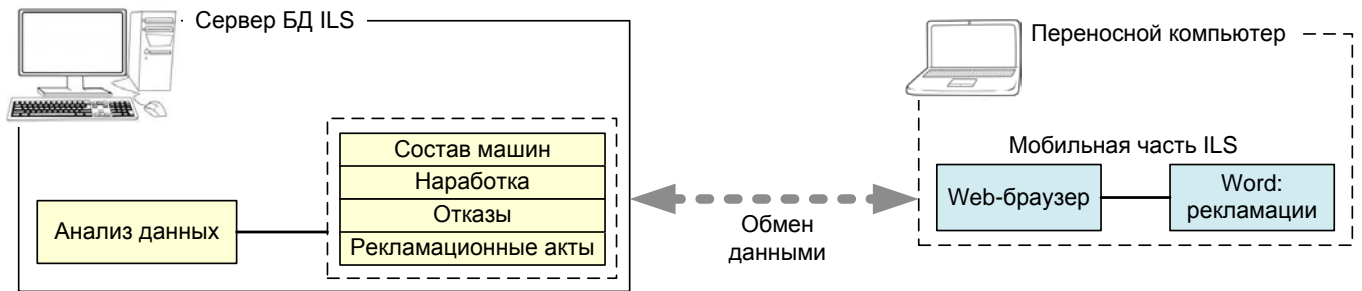 Сервер БД ILS
Состав машин
Наработка
Отказы
Рекламационные акты
Анализ данных
Обмен
данными
Переносной компьютер
Мобильная часть ILS
Web-браузер
Word:
рекламации